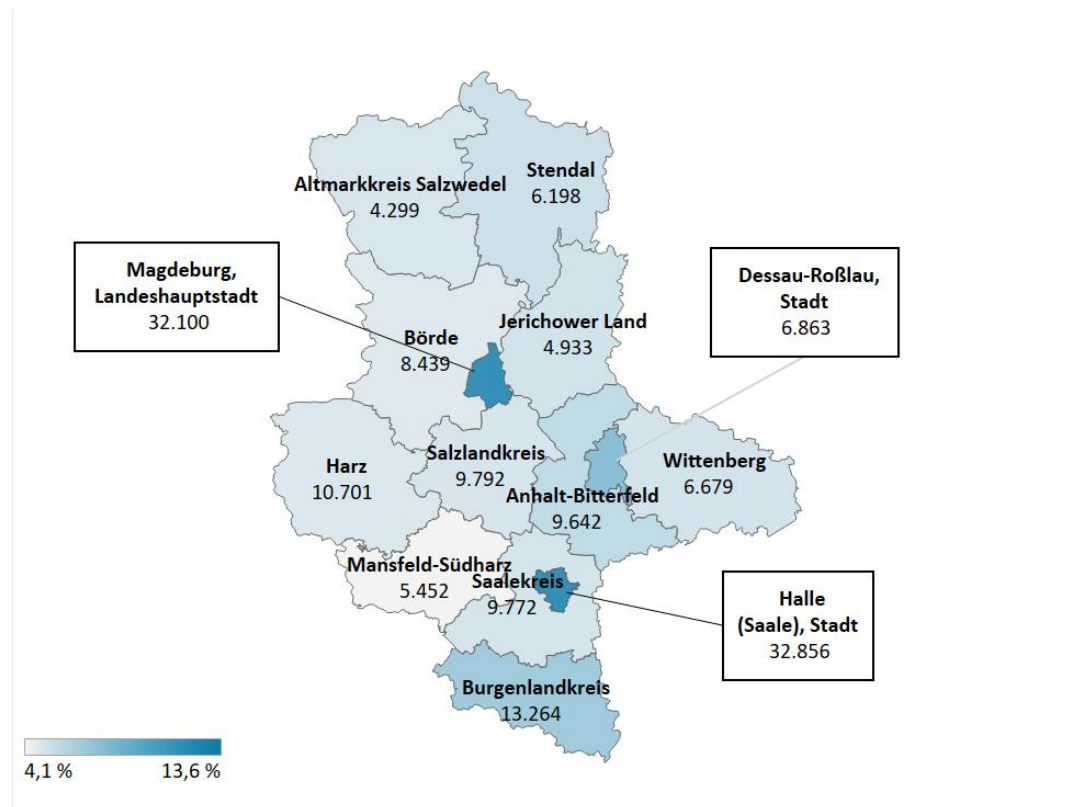 Stendal
6.198
Altmarkkreis Salzwedel
4.299
Magdeburg,
Landeshauptstadt
32.100
Dessau-Roßlau,
Stadt
6.863
Jerichower Land
4.933
Börde
8.439
Salzlandkreis
9.792
Harz
10.701
Wittenberg
6.679
Anhalt-Bitterfeld
9.642
Mansfeld-Südharz
5.452
Saalekreis
9.772
Halle
(Saale), Stadt
32.856
Burgenlandkreis
13.264
4,1 %
13,6 %